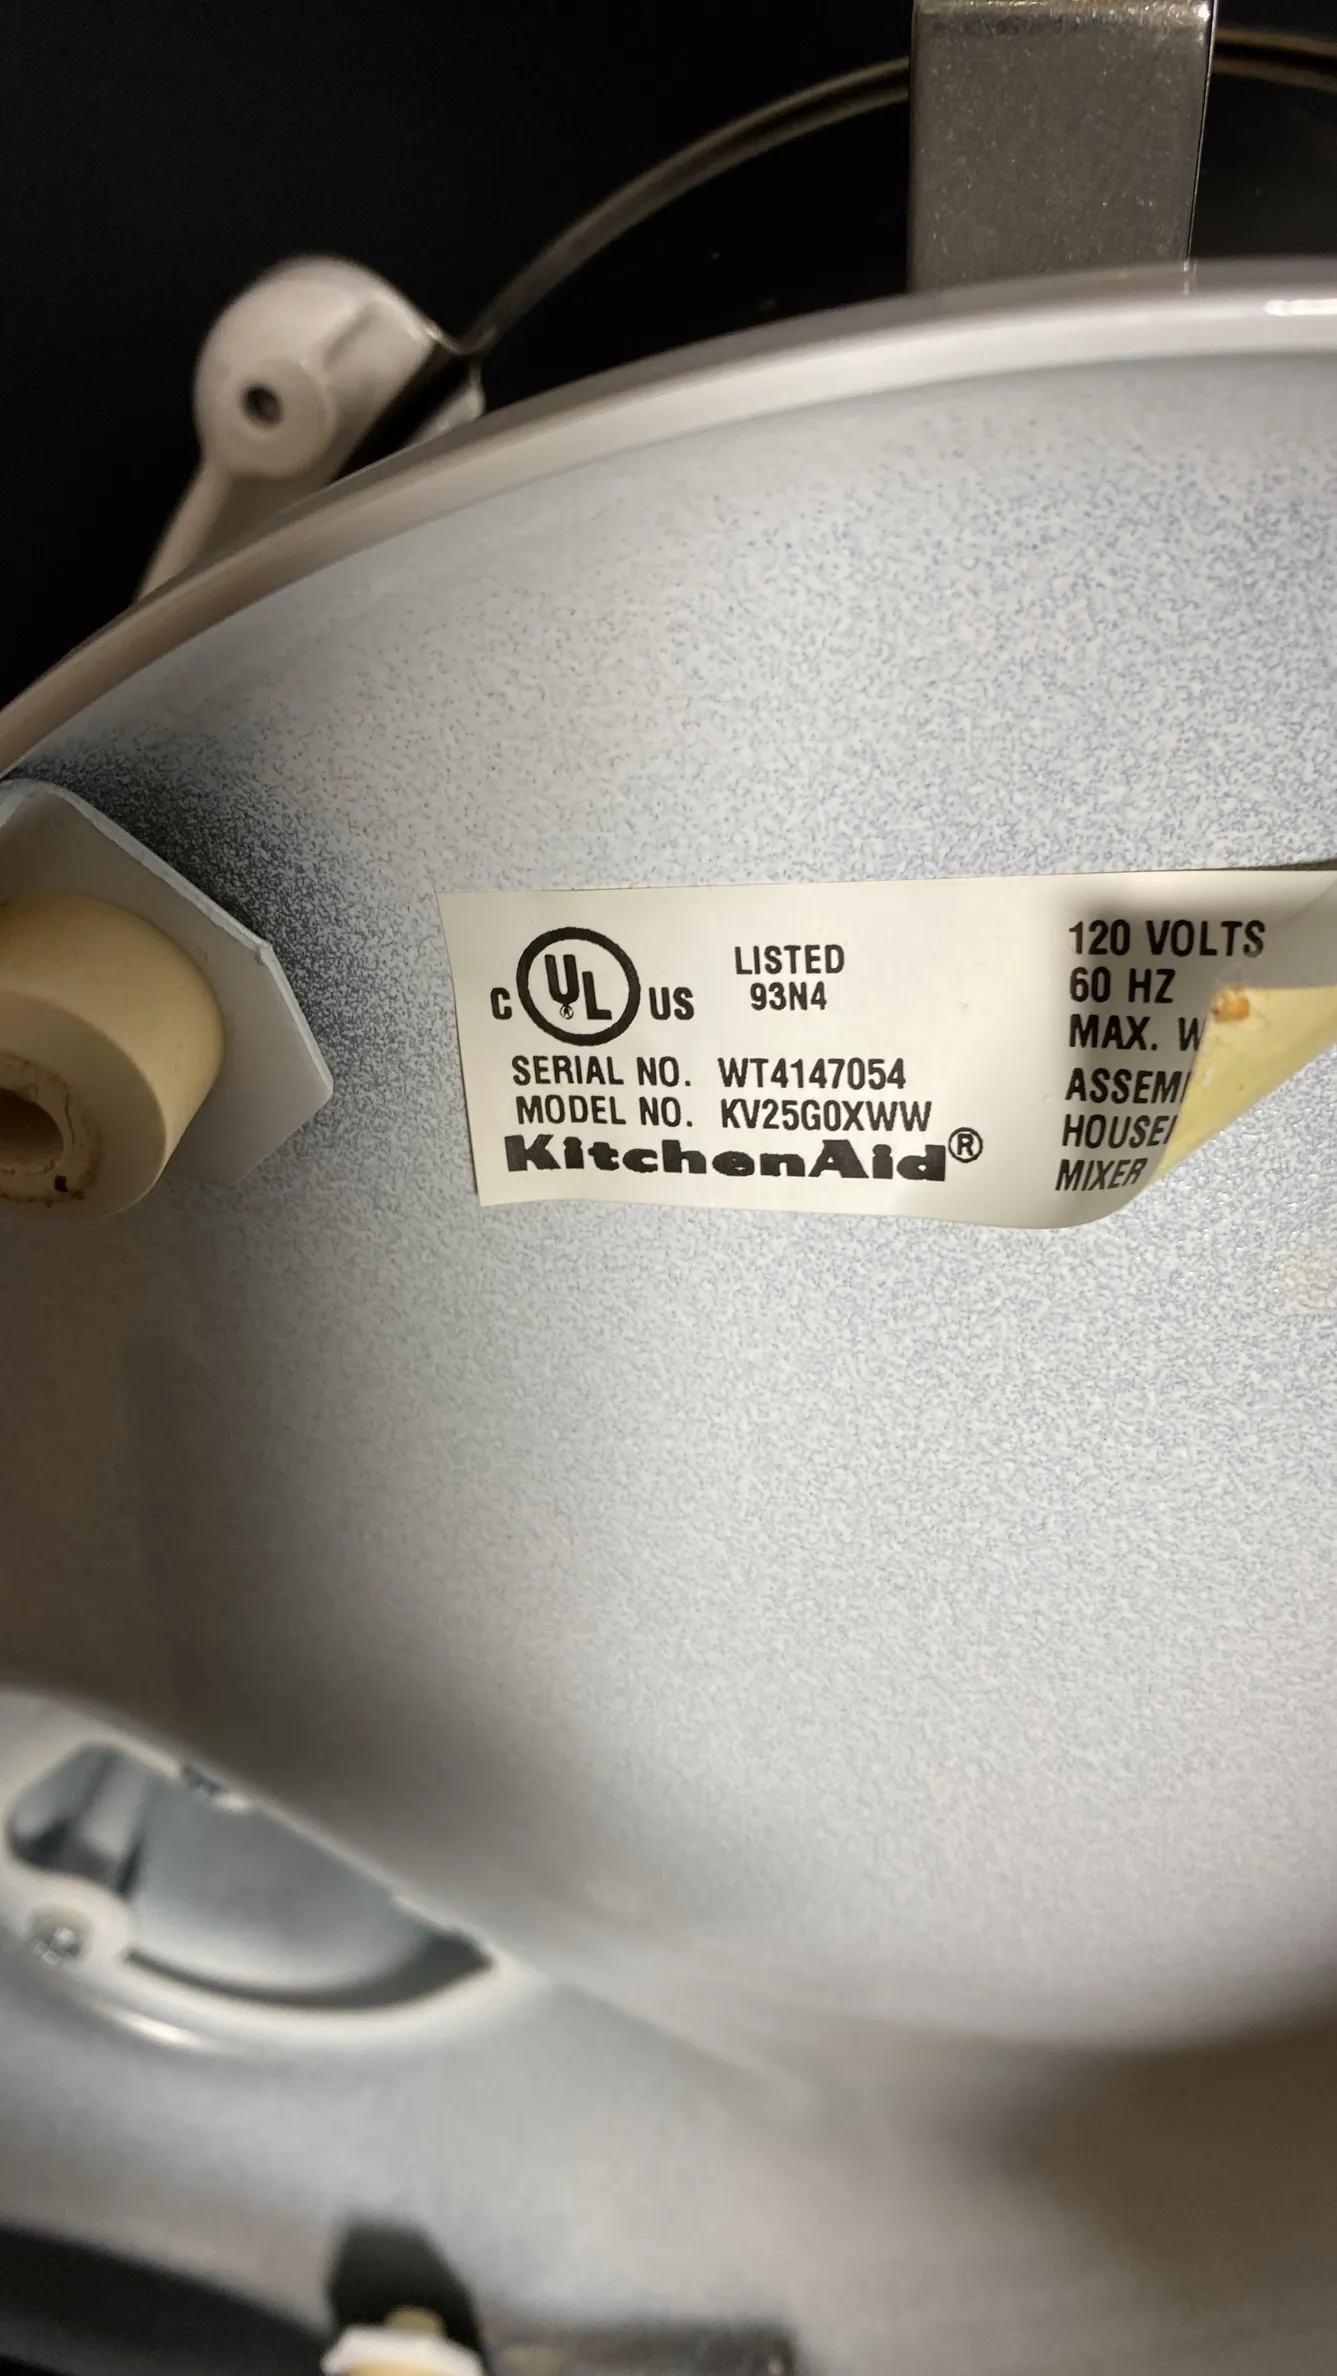 C UL® US LISTED
93N4
SERIAL NO. WT4147054
MODEL NO. KV25G0XWW
KitchenAid®
120 VOLTS
60 HZ
MAX.
MIXER